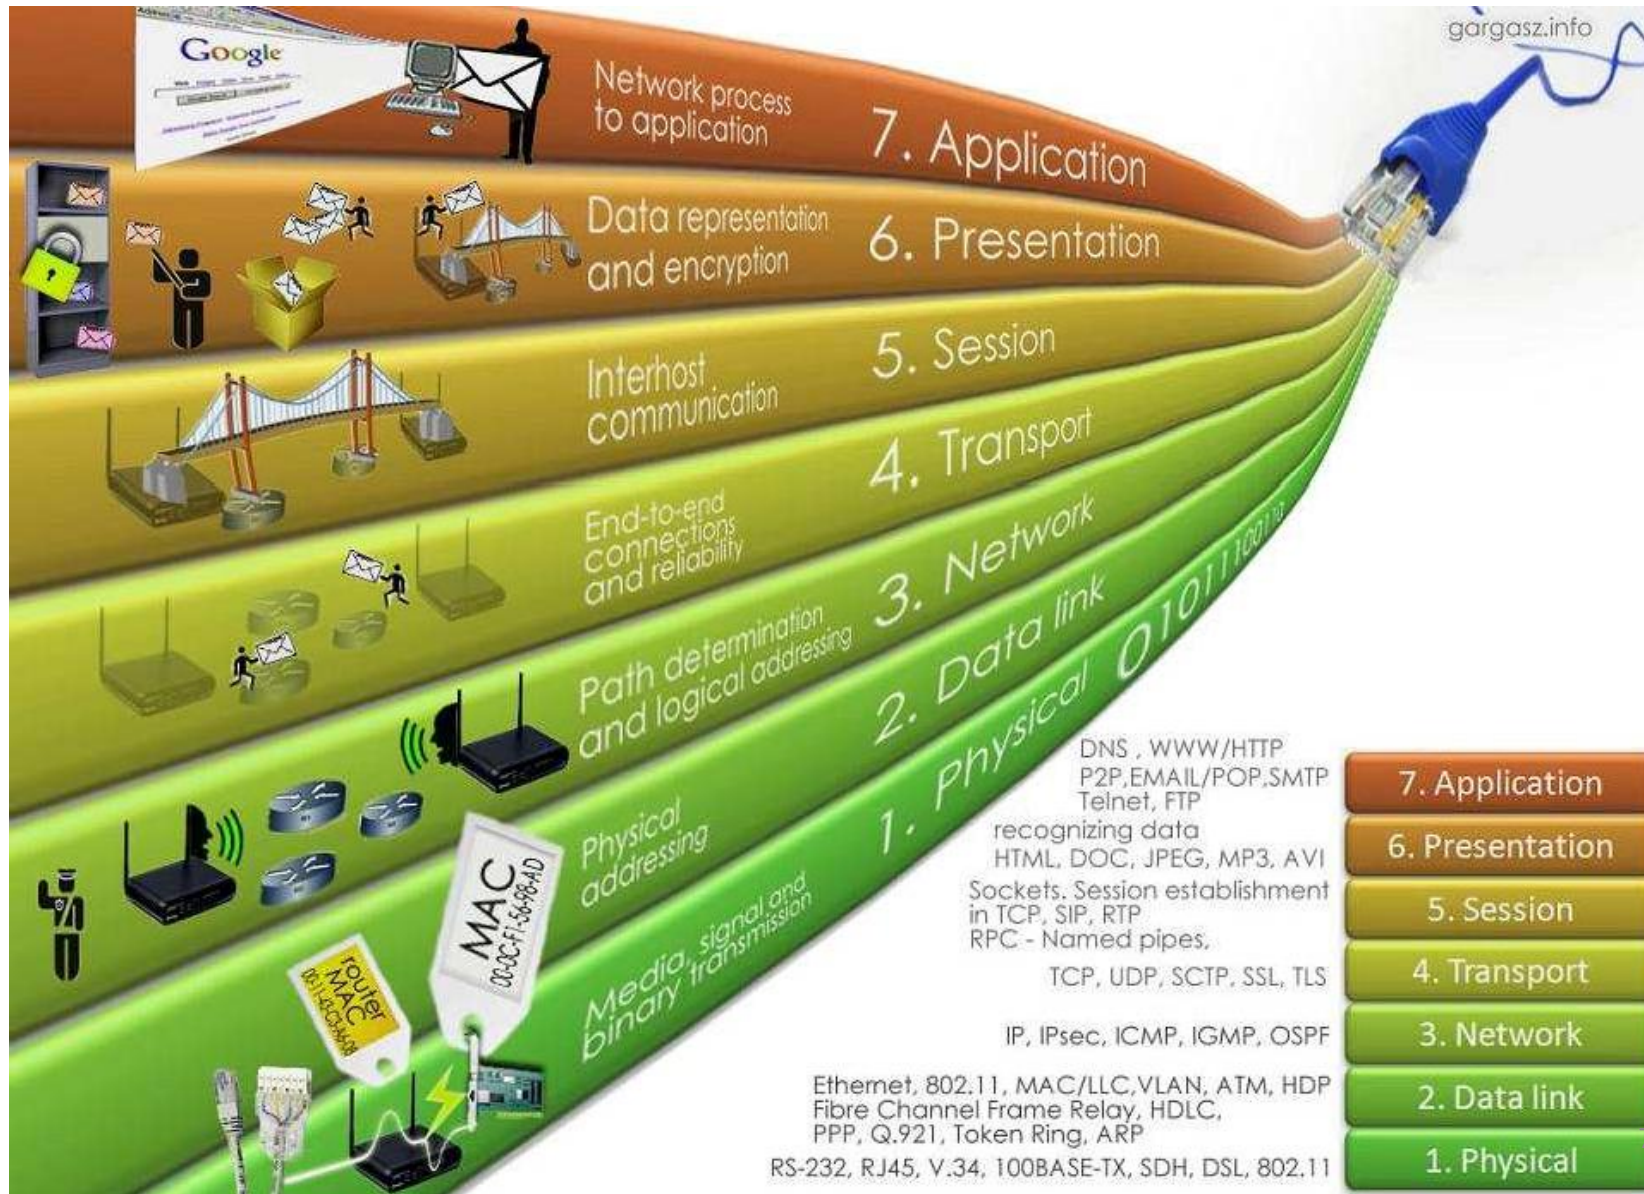 gargasz.info
Google
Network process
to application
7. Application
Data representation
and encryption
6. Presentation
Interhost
communication
5. Session
End-to-end
connections
and reliability
4. Transport
Path determination
and logical addressing
3. Network
Physical
addressing
2. Data link
Media, signal and
binary transmission
1. Physical
MAC
00-0C-F1-56-98-AD
router
MAC
DNS , WWW/HTTP
P2P,EMAIL/POP,SMTP
Telnet, FTP
7. Application
recognizing data
HTML, DOC, JPEG, MP3, AVI
6. Presentation
Sockets. Session establishment
in TCP, SIP, RTP
RPC - Named pipes,
5. Session
TCP, UDP, SCTP, SSL, TLS
4. Transport
IP, IPsec, ICMP, IGMP, OSPF
3. Network
Ethernet, 802.11, MAC/LLC,VLAN, ATM, HDP
Fibre Channel Frame Relay, HDLC,
PPP, Q.921, Token Ring, ARP
2. Data link
RS-232, RJ45, V.34, 100BASE-TX, SDH, DSL, 802.11
1. Physical